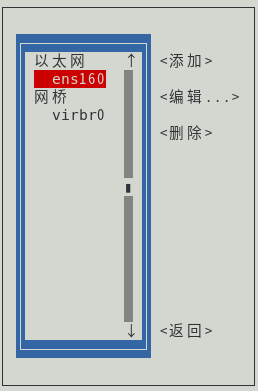 以太网 ↑ <添加>
ens160
网桥 <编辑...>
virbr0
<删除>
↓ <返回>